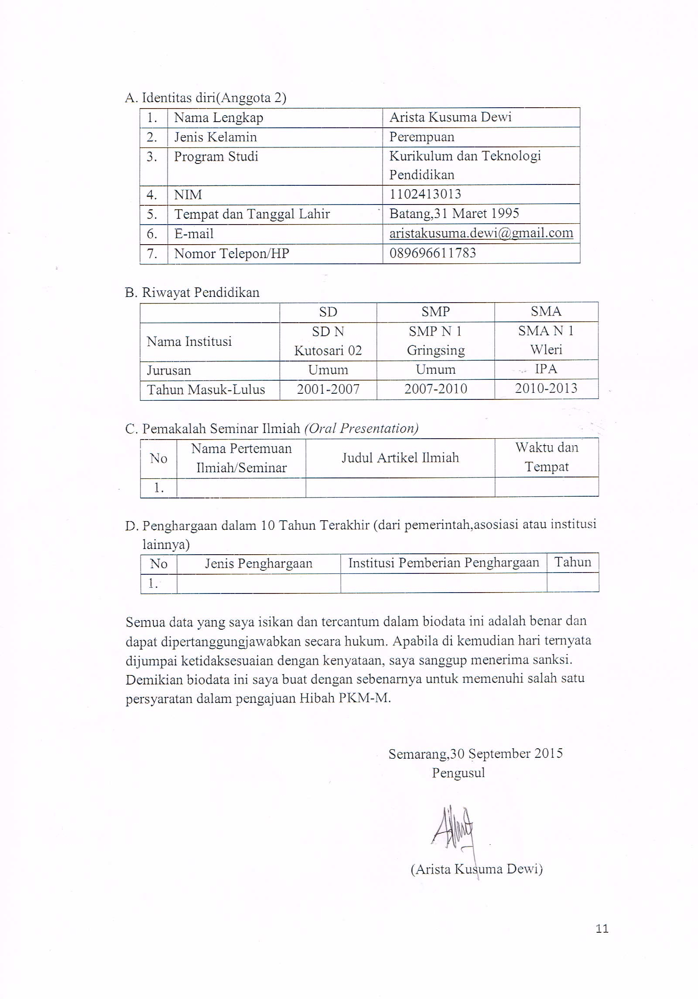 A. Identitas diri(Anggota 2)
1. Nama Lengkap Arista Kusuma Dewi
2. Jenis Kelamin Perempuan
3. Program Studi Kurikulum dan Teknologi
Pendidikan
4. NIM 1102413013
5. Tempat dan Tanggal Lahir Batang,31 Maret 1995
6. E-mail aristakusuma.dewi@gmail.com
7. Nomor Telepon/HP 089696611783
B. Riwayat Pendidikan
SD SMP SMA
Nama Institusi SD N Kutosari 02 SMP N 1 Gringsing SMA N 1 Wleri
Jurusan Umum Umum IPA
Tahun Masuk-Lulus 2001-2007 2007-2010 2010-2013
C. Pemakalah Seminar Ilmiah (Oral Presentation)
No Nama Pertemuan Ilmiah/Seminar Judul Artikel Ilmiah Waktu dan Tempat
1.
D. Penghargaan dalam 10 Tahun Terakhir (dari pemerintah,asosiasi atau institusi
lainnya)
No Jenis Penghargaan Institusi Pemberian Penghargaan Tahun
1.
Semua data yang saya isikan dan tercantum dalam biodata ini adalah benar dan
dapat dipertanggungjawabkan secara hukum. Apabila di kemudian hari ternyata
dijumpai ketidaksesuaian dengan kenyataan, saya sanggup menerima sanksi.
Demikian biodata ini saya buat dengan sebenarnya untuk memenuhi salah satu
persyaratan dalam pengajuan Hibah PKM-M.
Semarang,30 September 2015
Pengusul
(Arista Kusuma Dewi)
11